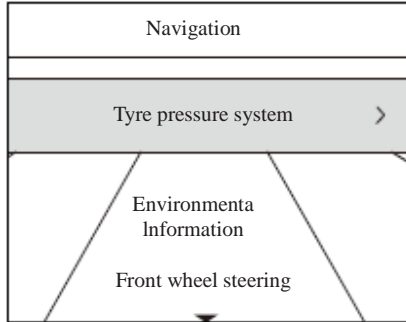 Navigation
Tyre pressure system
Environmenta
lnformation
Front wheel steering